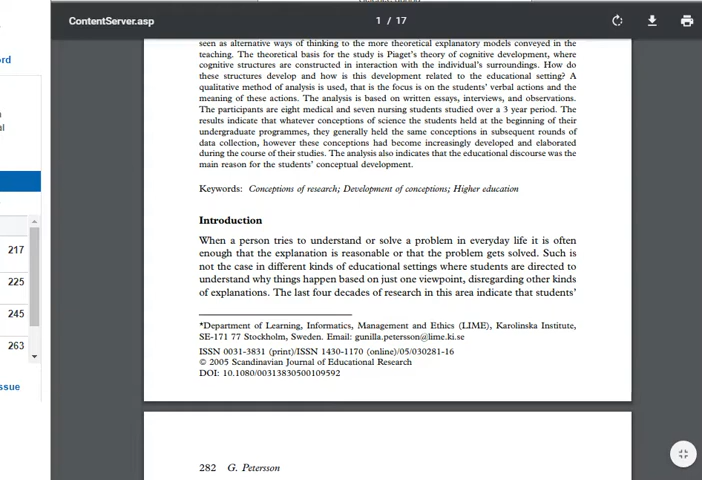 ContentServer.asp
1 / 17
ord
al
217
225
245
263
ssue
seen as alternative ways of thinking to the more theoretical explanatory models conveyed in the
teaching. The theoretical basis for the study is Piaget's theory of cognitive development, where
cognitive structures are constructed in interaction with the individual's surroundings. How do
these structures develop and how is this development related to the educational setting? A
qualitative method of analysis is used, that is the focus is on the students' verbal actions and the
meaning of these actions. The analysis is based on written essays, interviews, and observations.
The participants are eight medical and seven nursing students studied over a 3 year period. The
results indicate that whatever conceptions of science the students held at the beginning of their
undergraduate programmes, they generally held the same conceptions in subsequent rounds of
data collection, however these conceptions had become increasingly developed and elaborated
during the course of their studies. The analysis also indicates that the educational discourse was the
main reason for the students' conceptual development.
Keywords: Conceptions of research; Development of conceptions; Higher education
Introduction
When a person tries to understand or solve a problem in everyday life it is often
enough that the explanation is reasonable or that the problem gets solved. Such is
not the case in different kinds of educational settings where students are directed to
understand why things happen based on just one viewpoint, disregarding other kinds
of explanations. The last four decades of research in this area indicate that students'
*Department of Learning, Informatics, Management and Ethics (LIME), Karolinska Institute,
SE-171 77 Stockholm, Sweden. Email: gunilla.petersson@lime.ki.se
ISSN 0031-3831 (print)/ISSN 1430-1170 (online)/05/030281-16
© 2005 Scandinavian Journal of Educational Research
DOI: 10.1080/00313830500109592
282 G. Petersson